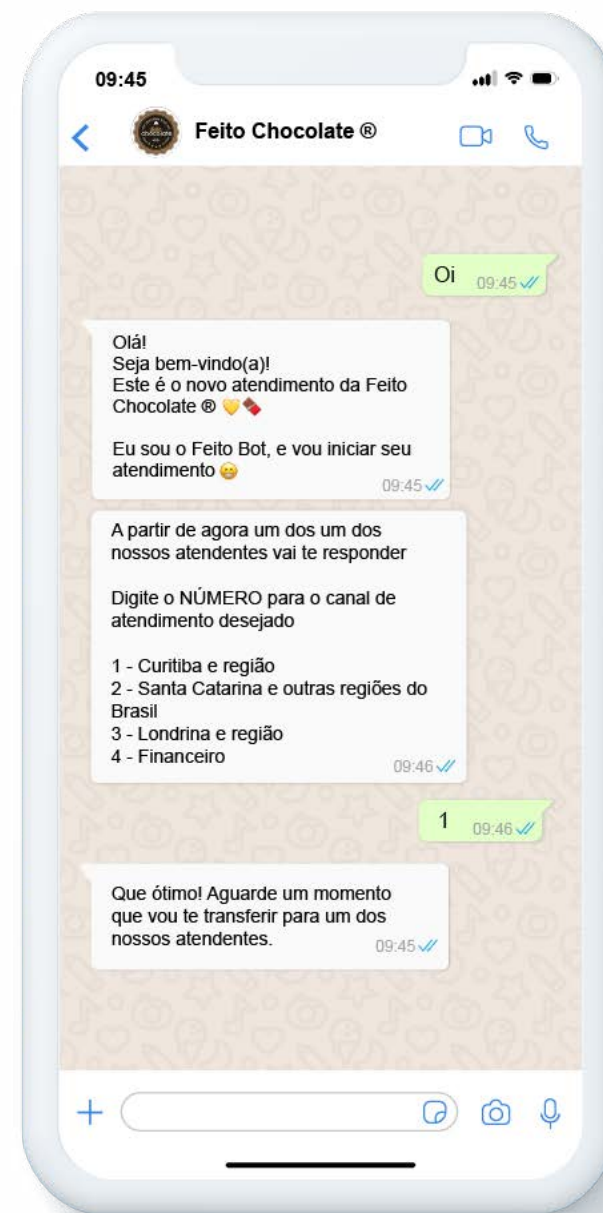 09:45
Feito Chocolate ®
Oi 09:45
Olá!
Seja bem-vindo(a)!
Este é o novo atendimento da Feito
Chocolate ® 💛🍫
Eu sou o Feito Bot, e vou iniciar seu
atendimento 😁
09:45
A partir de agora um dos um dos
nossos atendentes vai te responder
Digite o NÚMERO para o canal de
atendimento desejado
1 - Curitiba e região
2 - Santa Catarina e outras regiões do
Brasil
3 - Londrina e região
4 - Financeiro
09:46
1 09:46
Que ótimo! Aguarde um momento
que vou te transferir para um dos
nossos atendentes.
09:45